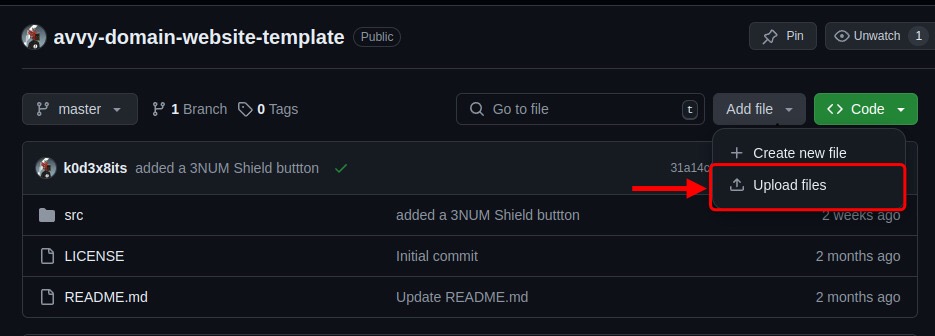 avvy-domain-website-template Public Pin Unwatch 1
master 1 Branch 0 Tags Go to file t Add file Code
Create new file
k0d3x8its added a 3NUM Shield buttton 31a14c
Upload files
src added a 3NUM Shield buttton 2 weeks ago
LICENSE Initial commit 2 months ago
README.md Update README.md 2 months ago